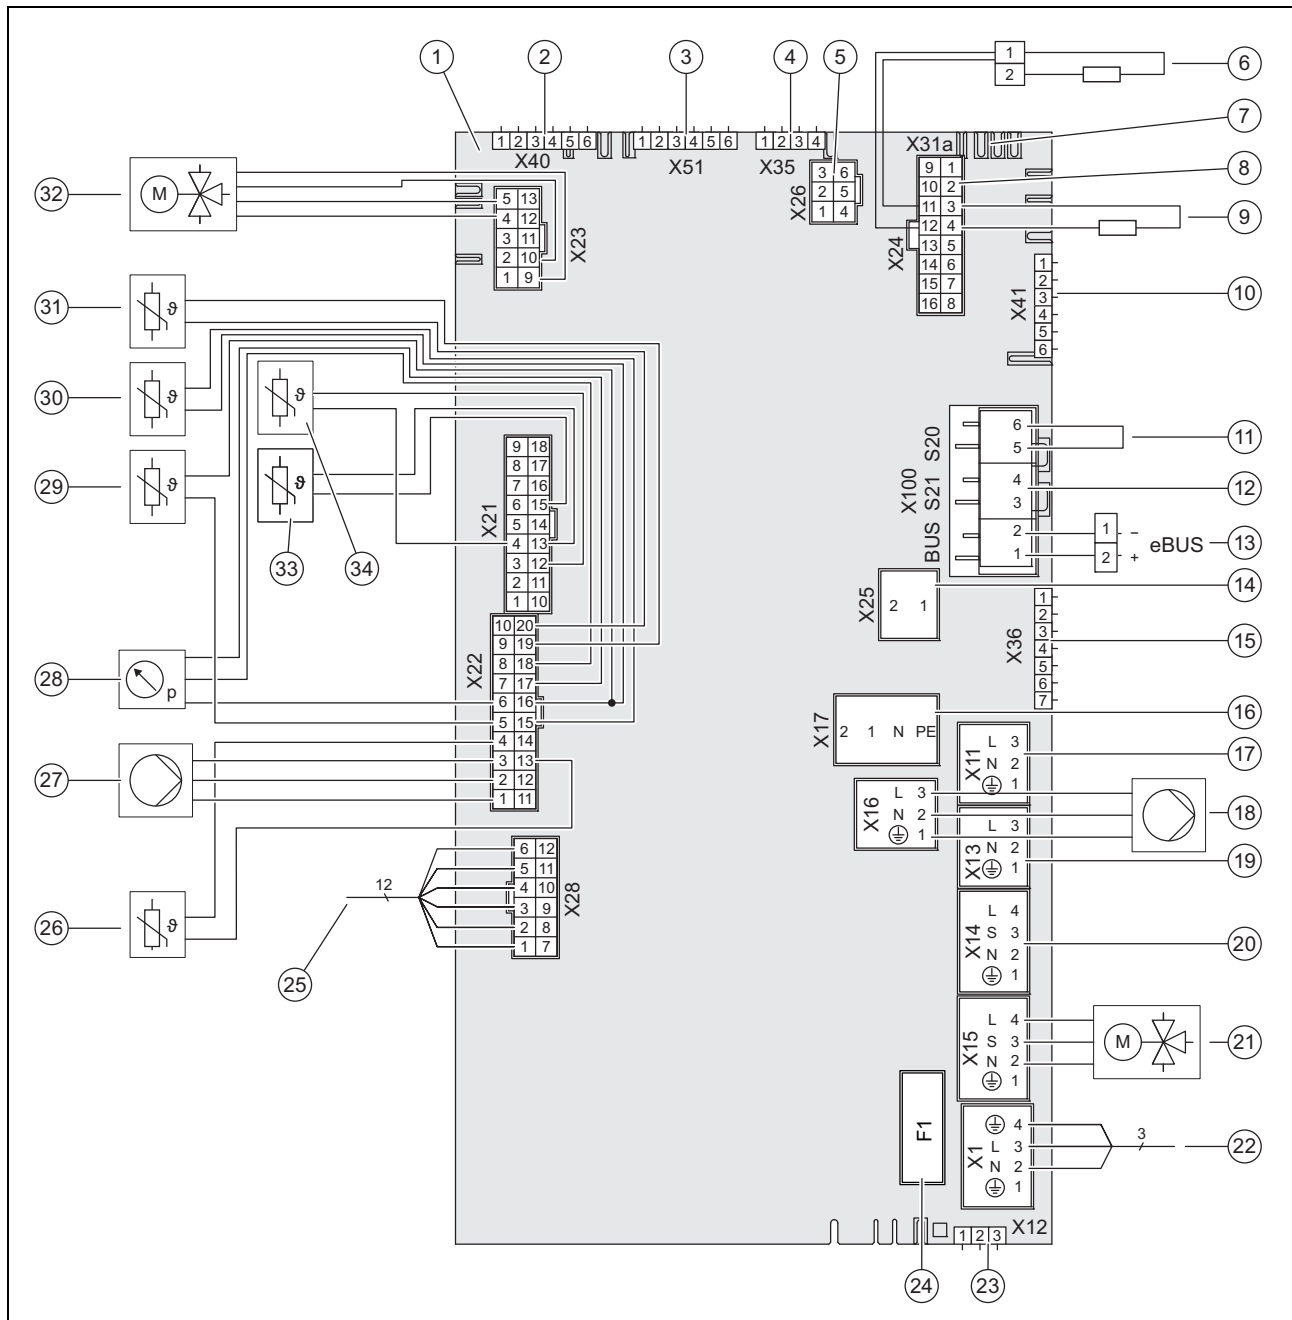 1
2
3
4
5
6
7
8
9
10
11
12
13
14
15
16
17
18
19
20
21
22
23
24
25
26
27
28
29
30
31
32
33
34
1 2 3 4 5 6
X40
1 2 3 4 5 6
X51
1 2 3 4
X35
3 6
2 5
1 4
X26
1
2
X31a
9 1
10 2
11 3
12 4
13 5
14 6
15 7
16 8
X24
M
5 13
4 12
3 11
2 10
1 9
X23
1
2
3
4
5
6
X41
ϑ
ϑ
ϑ
ϑ
ϑ
9 18
8 17
7 16
6 15
5 14
4 13
3 12
2 11
1 10
X21
6
5
4
3
2
1
BUS S21 S20
X100
1 –
2 +
eBUS
2 1
X25
1
2
3
4
5
6
7
X36
10 20
9 19
8 18
7 17
6 16
5 15
4 14
3 13
2 12
1 11
X22
p
2 1 N PE
X17
L 3
N 2
1
X11
L 3
N 2
1
X16
L 3
N 2
1
X13
6 12
5 11
4 10
3 9
2 8
1 7
X28
12
ϑ
L 4
S 3
N 2
1
X14
L 4
S 3
N 2
1
X15
M
F1
4
L 3
N 2
1
X1
3
1 2 3
X12